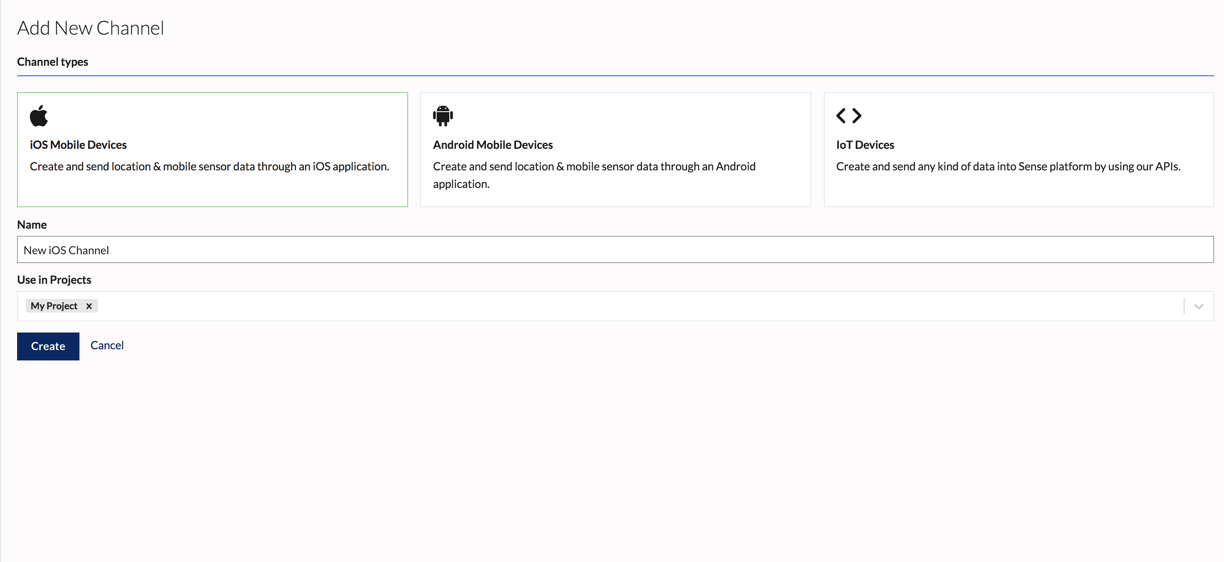 Add New Channel
Channel types
iOS Mobile Devices
Create and send location & mobile sensor data through an iOS application.
Android Mobile Devices
Create and send location & mobile sensor data through an Android
application.
IoT Devices
Create and send any kind of data into Sense platform by using our APIs.
Name
New iOS Channel
Use in Projects
My Project x
Create Cancel